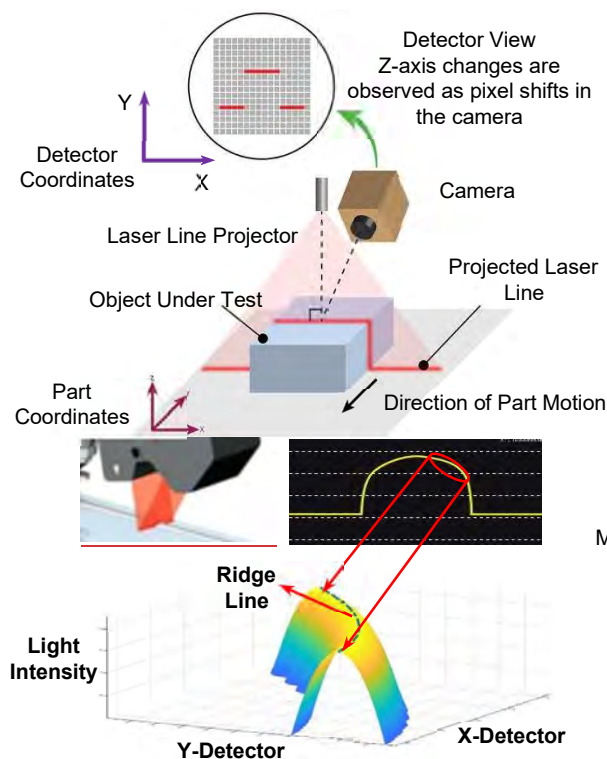 Detector View
Z-axis changes are
observed as pixel shifts in
the camera
Y
Detector
Coordinates
X
Camera
Laser Line Projector
Projected Laser
Line
Object Under Test
Part
Coordinates
z
x
Direction of Part Motion
M
Ridge
Line
Light
Intensity
X-Detector
Y-Detector